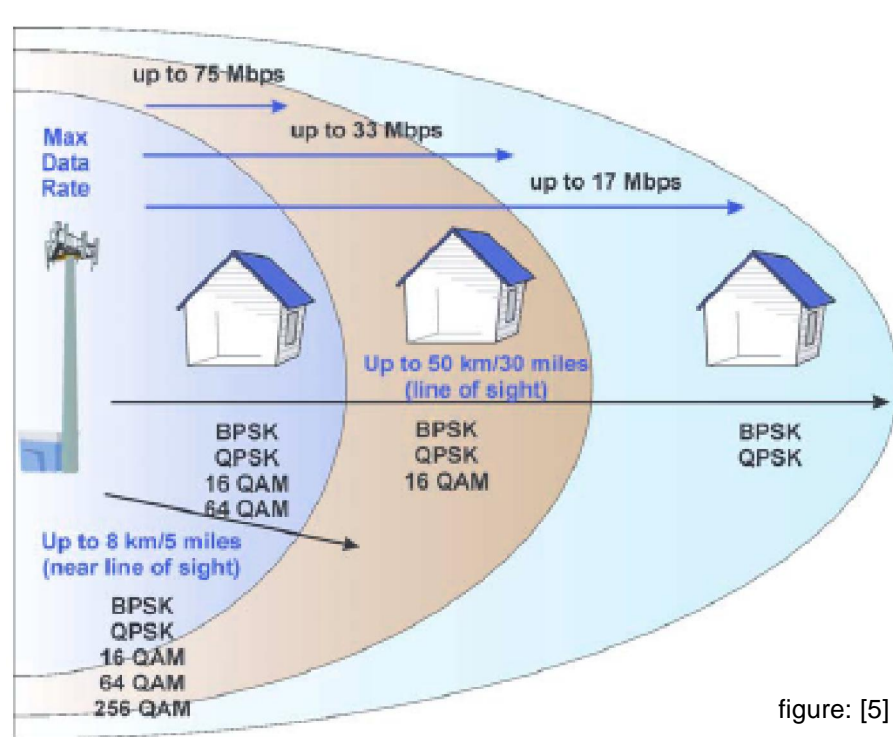 up to 75 Mbps
up to 33 Mbps
up to 17 Mbps
Max
Data
Rate
Up to 50 km/30 miles
(line of sight)
BPSK
QPSK
16 QAM
64 QAM
BPSK
QPSK
16 QAM
BPSK
QPSK
Up to 8 km/5 miles
(near line of sight)
BPSK
QPSK
16 QAM
64 QAM
256 QAM
figure: [5]